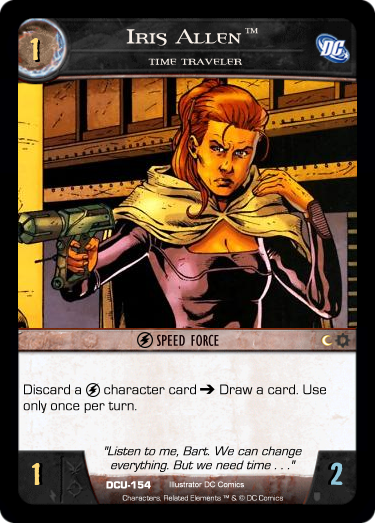 1
IRIS ALLEN™
DC
TIME TRAVELER
SPEED FORCE
Discard a character card ➔ Draw a card. Use
only once per turn.
"Listen to me, Bart. We can change
everything. But we need time . . ."
1
DCU-154 Illustrator DC Comics
2
Characters, Related Elements ™ & © DC Comics